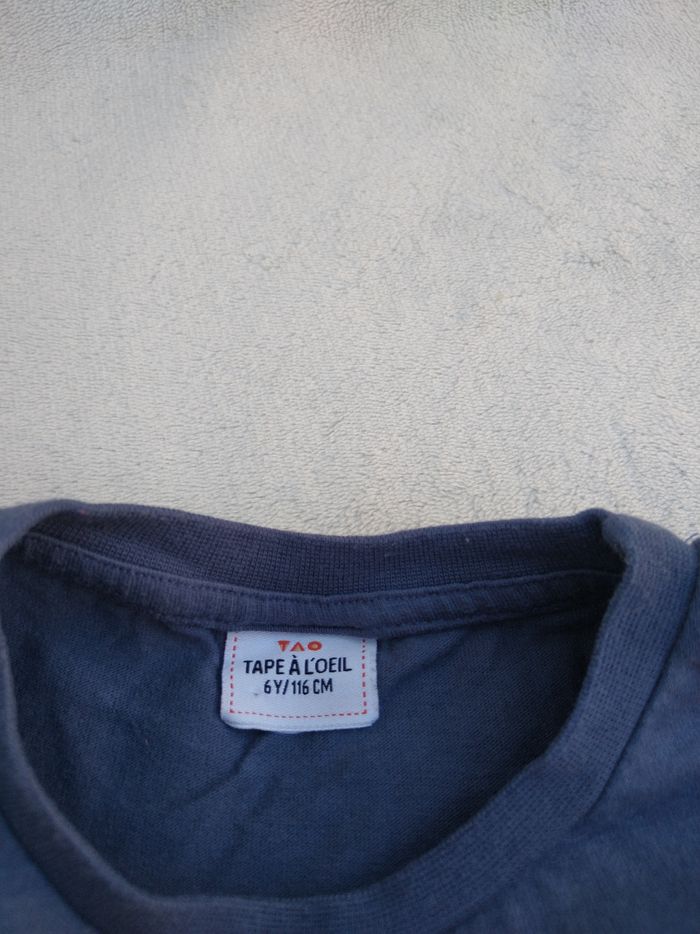 TAO
TAPE À L'OEIL
6Y/116 CM